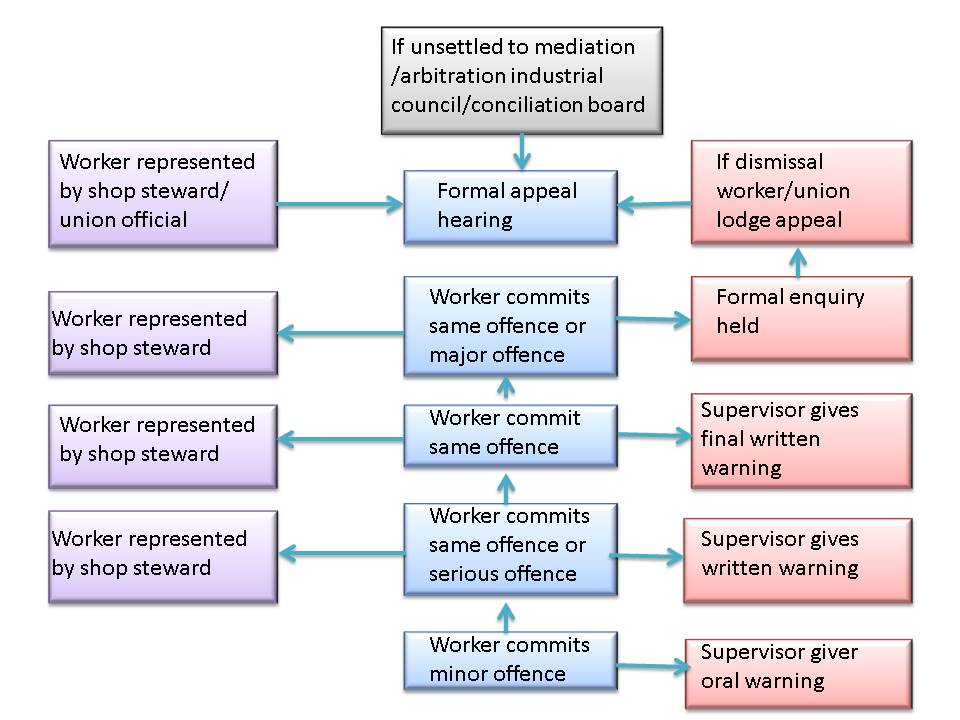 If unsettled to mediation
/arbitration industrial
council/conciliation board
Worker represented
by shop steward/
union official
Formal appeal
hearing
If dismissal
worker/union
lodge appeal
Worker represented
by shop steward
Worker commits
same offence or
major offence
Formal enquiry
held
Worker represented
by shop steward
Worker commit
same offence
Supervisor gives
final written
warning
Worker represented
by shop steward
Worker commits
same offence or
serious offence
Supervisor gives
written warning
Worker commits
minor offence
Supervisor giver
oral warning